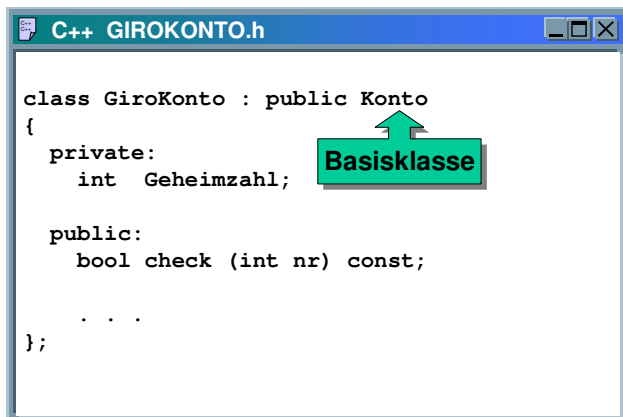 C++ GIROKONTO.h
class GiroKonto : public Konto
{
private:
Basisklasse
int Geheimzahl;
public:
bool check (int nr) const;
. . .
};